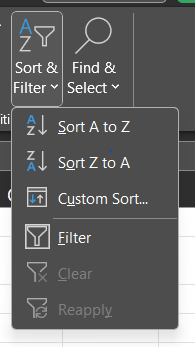 Sort & Find &
Filter Select
Sort A to Z
Sort Z to A
Custom Sort...
Filter
Clear
Reapply